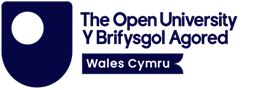 The Open University
Y Brifysgol Agored
Wales Cymru